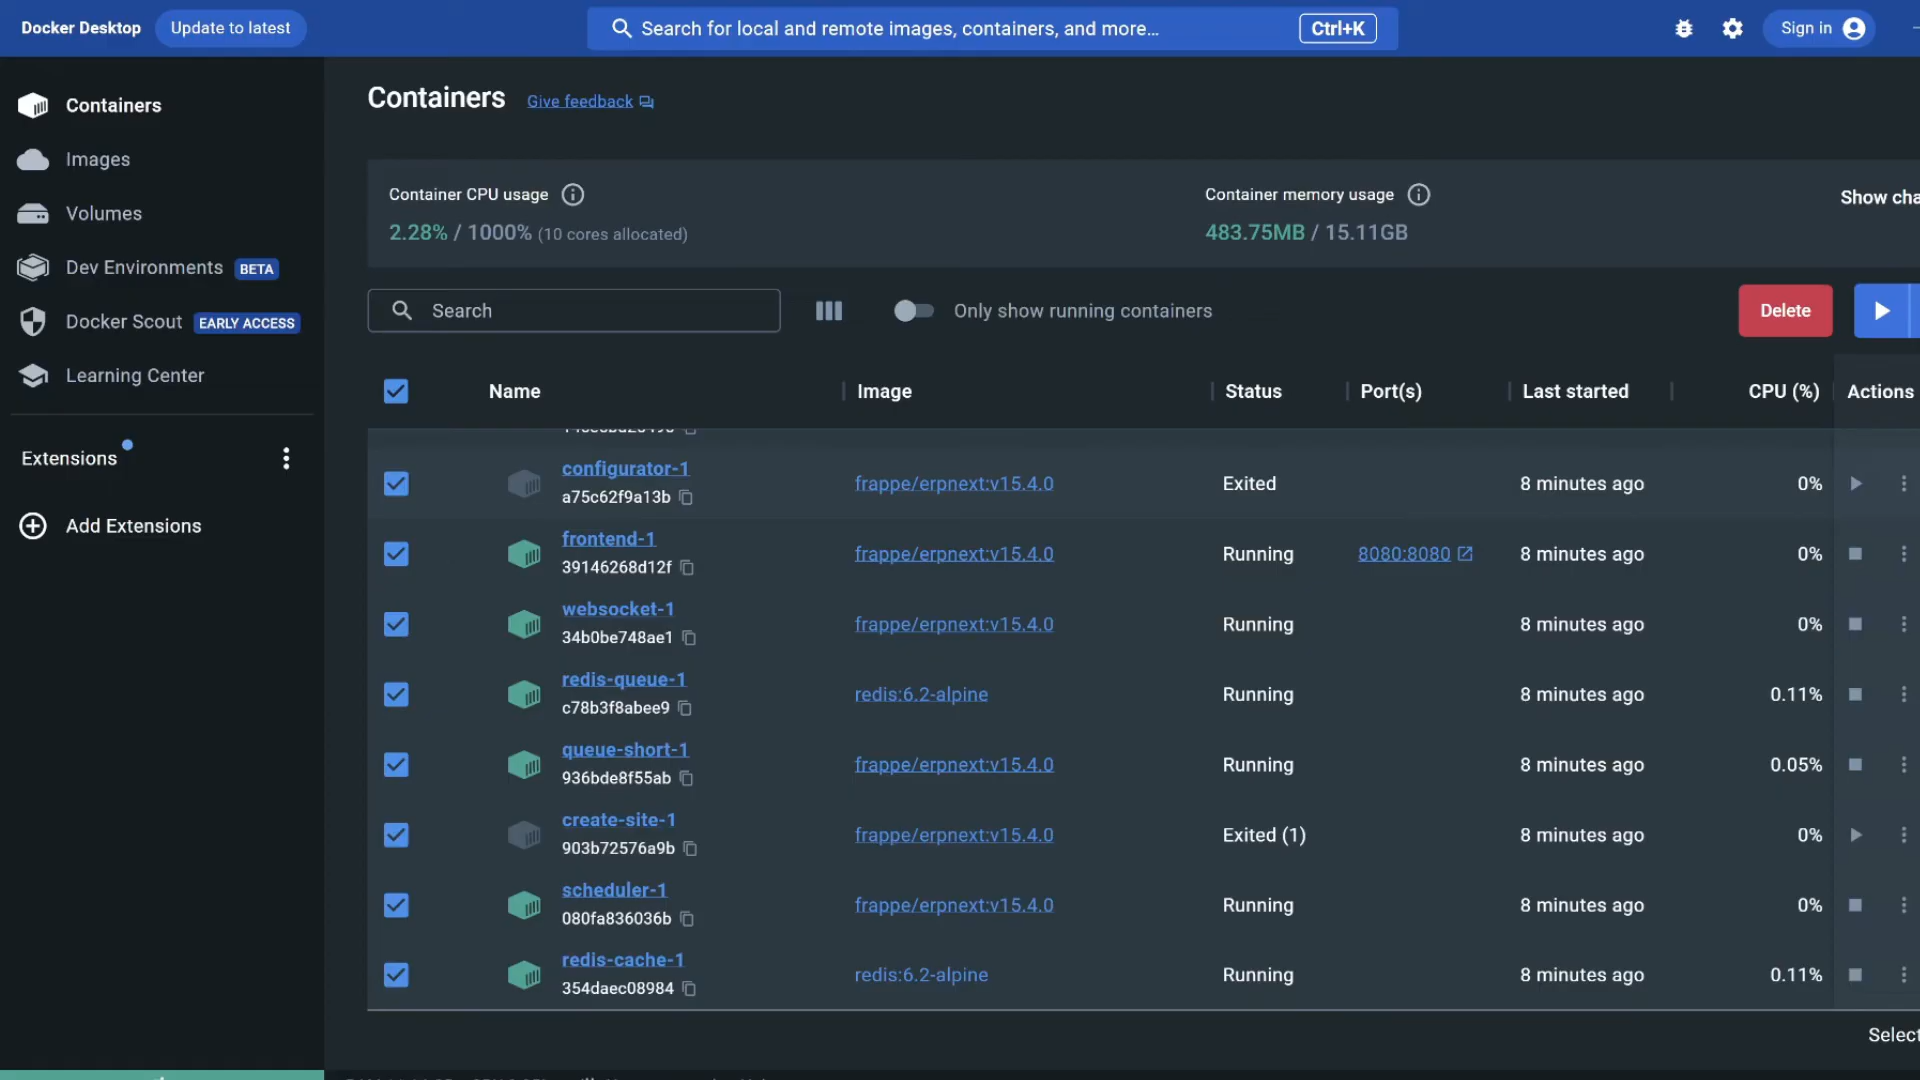 Docker Desktop Update to latest Search for local and remote images, containers, and more... Ctrl+K Sign in
Containers
Images
Volumes
Dev Environments BETA
Docker Scout EARLY ACCESS
Learning Center
Extensions
Add Extensions
Containers Give feedback
Container CPU usage
2.28% / 1000% (10 cores allocated)
Container memory usage
483.75MB / 15.11GB
Show cha
Search Only show running containers Delete
Name Image Status Port(s) Last started CPU (%) Actions
configurator-1
a75c62f9a13b
frappe/erpnext:v15.4.0 Exited 8 minutes ago 0%
frontend-1
39146268d12f
frappe/erpnext:v15.4.0 Running 8080:8080 8 minutes ago 0%
websocket-1
34b0be748ae1
frappe/erpnext:v15.4.0 Running 8 minutes ago 0%
redis-queue-1
c78b3f8abee9
redis:6.2-alpine Running 8 minutes ago 0.11%
queue-short-1
936bde8f55ab
frappe/erpnext:v15.4.0 Running 8 minutes ago 0.05%
create-site-1
903b72576a9b
frappe/erpnext:v15.4.0 Exited (1) 8 minutes ago 0%
scheduler-1
080fa836036b
frappe/erpnext:v15.4.0 Running 8 minutes ago 0%
redis-cache-1
354daec08984
redis:6.2-alpine Running 8 minutes ago 0.11%
Select